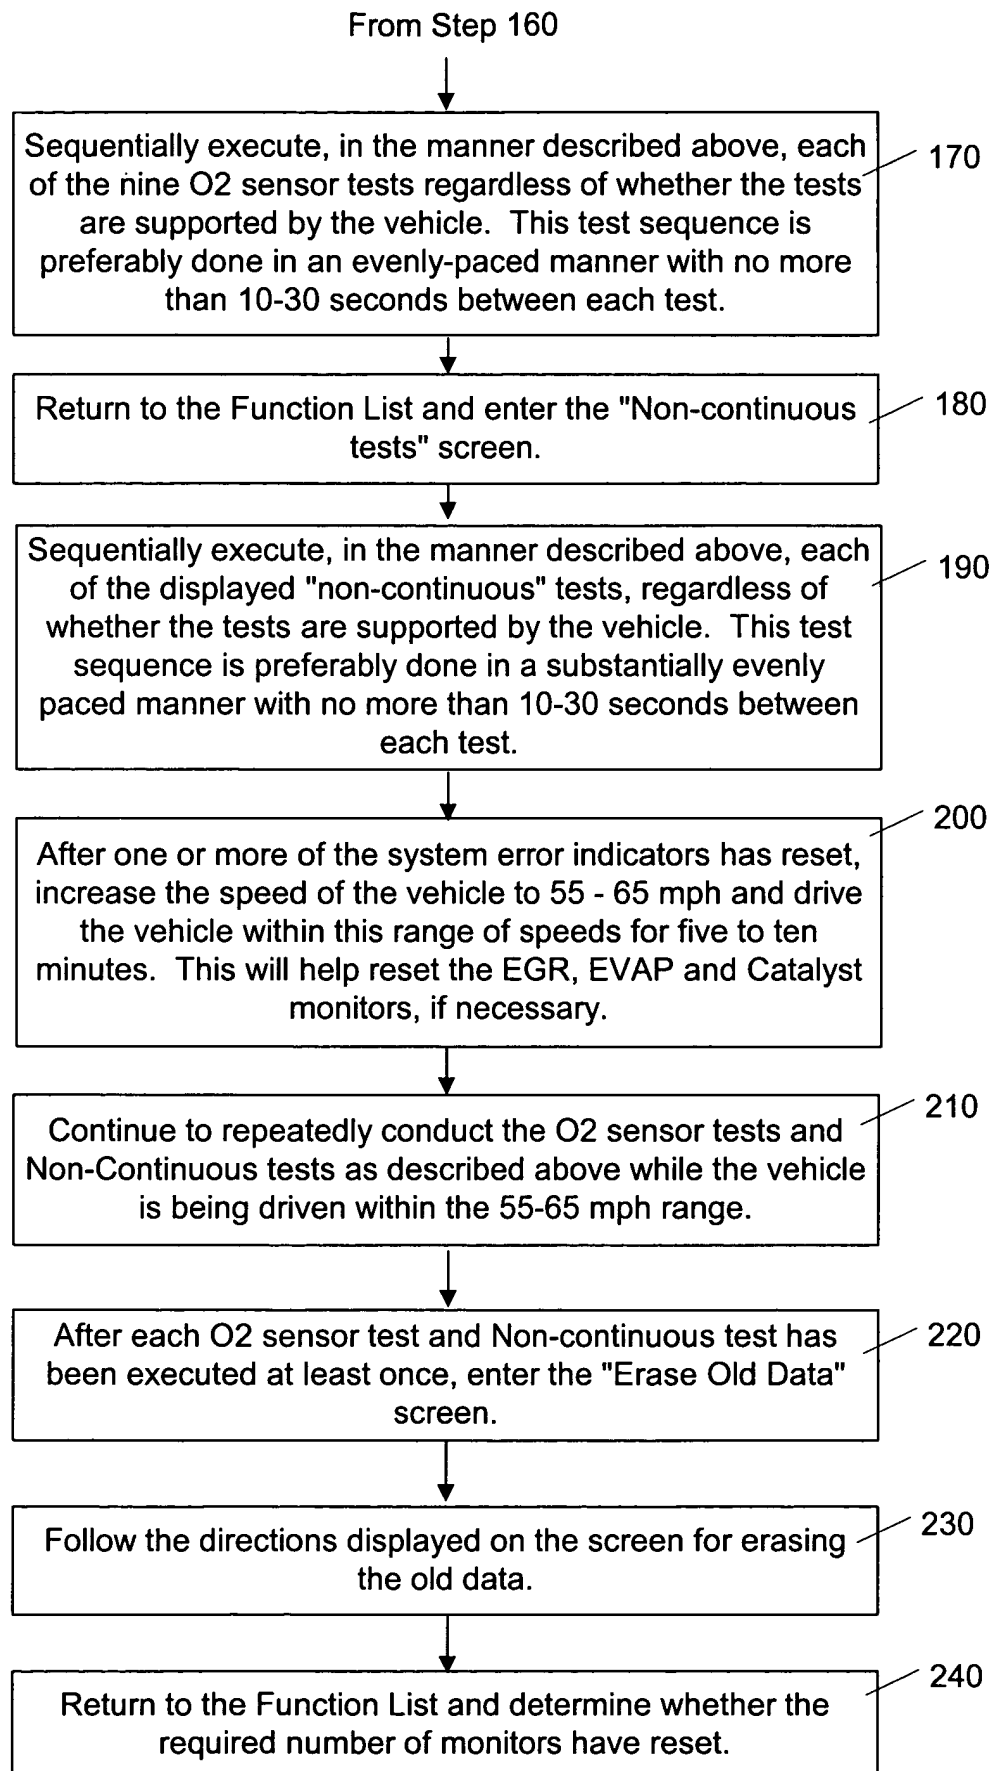 From Step 160
Sequentially execute, in the manner described above, each
of the nine O2 sensor tests regardless of whether the tests
are supported by the vehicle.  This test sequence is
preferably done in an evenly-paced manner with no more
than 10-30 seconds between each test.
170
Return to the Function List and enter the "Non-continuous
tests" screen.
180
Sequentially execute, in the manner described above, each
of the displayed "non-continuous" tests, regardless of
whether the tests are supported by the vehicle.  This test
sequence is preferably done in a substantially evenly
paced manner with no more than 10-30 seconds between
each test.
190
After one or more of the system error indicators has reset,
increase the speed of the vehicle to 55 - 65 mph and drive
the vehicle within this range of speeds for five to ten
minutes.  This will help reset the EGR, EVAP and Catalyst
monitors, if necessary.
200
Continue to repeatedly conduct the O2 sensor tests and
Non-Continuous tests as described above while the vehicle
is being driven within the 55-65 mph range.
210
After each O2 sensor test and Non-continuous test has
been executed at least once, enter the "Erase Old Data"
screen.
220
Follow the directions displayed on the screen for erasing
the old data.
230
Return to the Function List and determine whether the
required number of monitors have reset.
240